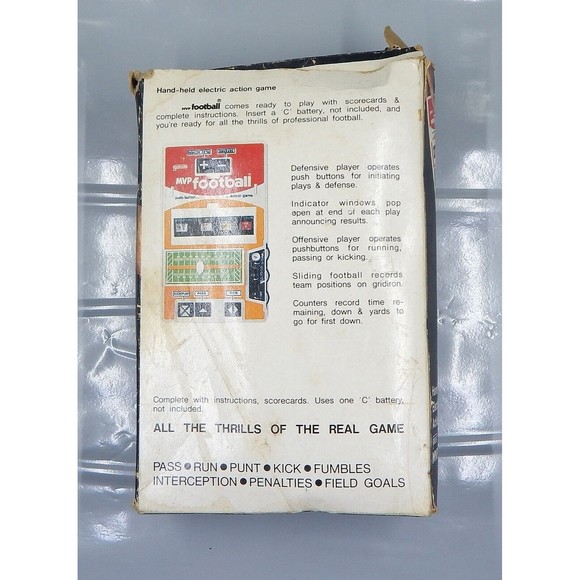 Hand-held electric action game
MVP football® comes ready to play with scorecards &
complete instructions. Insert a 'C' battery, not included, and
you're ready for all the thrills of professional football.
MVP football
action game
Defensive player operates
push buttons for initiating
plays & defense.
Indicator windows pop
open at end of each play
announcing results.
Offensive player operates
pushbuttons for running,
passing or kicking.
Sliding football records
team positions on gridiron.
Counters record time re-
maining, down & yards to
go for first down.
Complete with instructions, scorecards. Uses one 'C' battery,
not included.
ALL THE THRILLS OF THE REAL GAME
PASS ● RUN ● PUNT ● KICK ● FUMBLES
INTERCEPTION ● PENALTIES ● FIELD GOALS